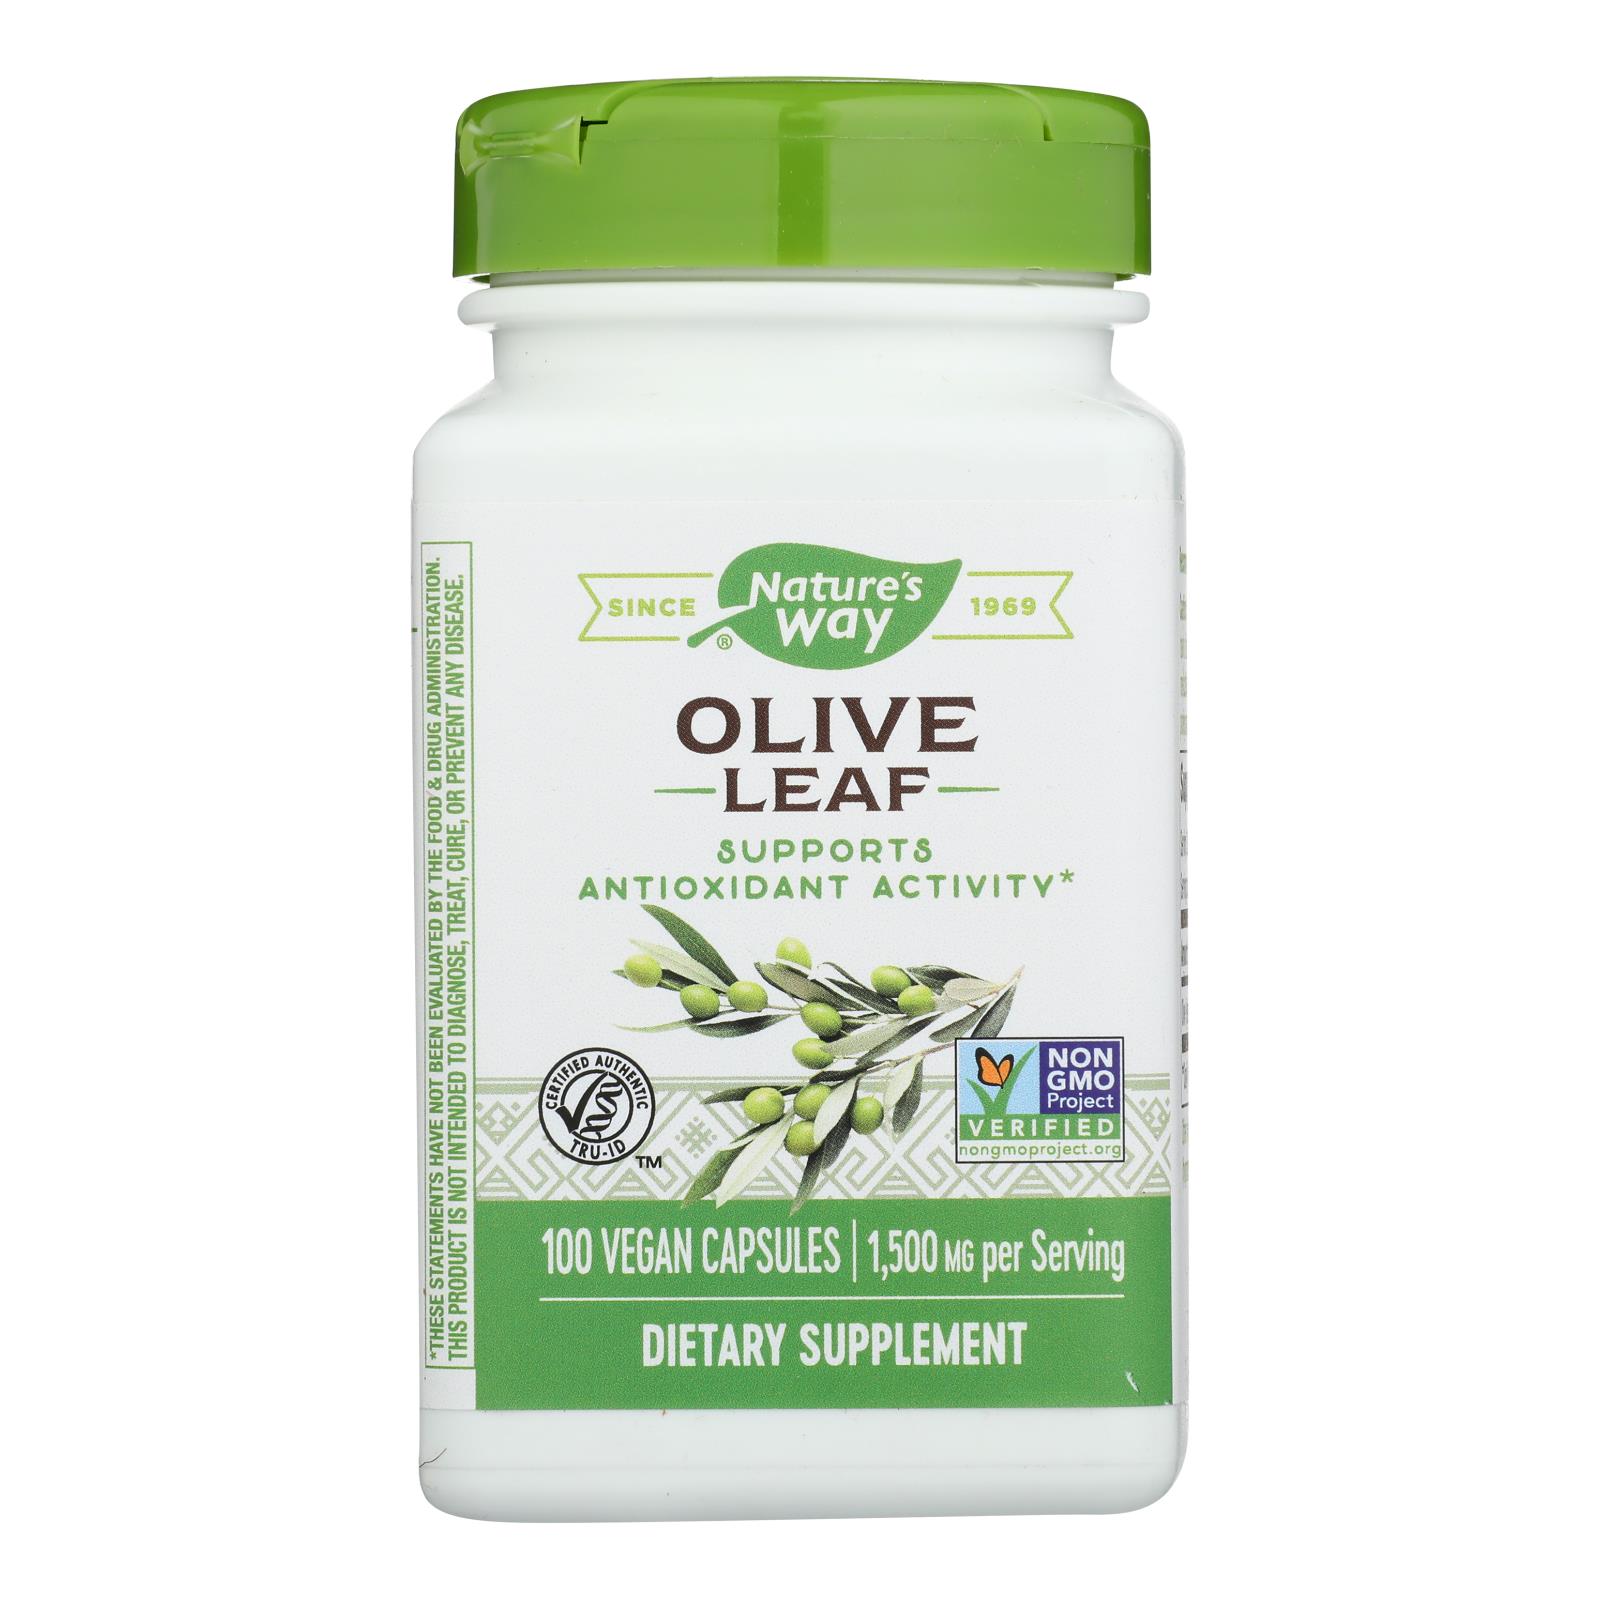 SINCE
Nature's
Way
®
1969
OLIVE
LEAF
SUPPORTS
ANTIOXIDANT ACTIVITY*
CERTIFIED AUTHENTIC
TRU-ID
TM
NON
GMO
Project
VERIFIED
nongmoproject.org
100 VEGAN CAPSULES | 1,500 MG per Serving
DIETARY SUPPLEMENT
*THESE STATEMENTS HAVE NOT BEEN EVALUATED BY THE FOOD & DRUG ADMINISTRATION.
THIS PRODUCT IS NOT INTENDED TO DIAGNOSE, TREAT, CURE, OR PREVENT ANY DISEASE.